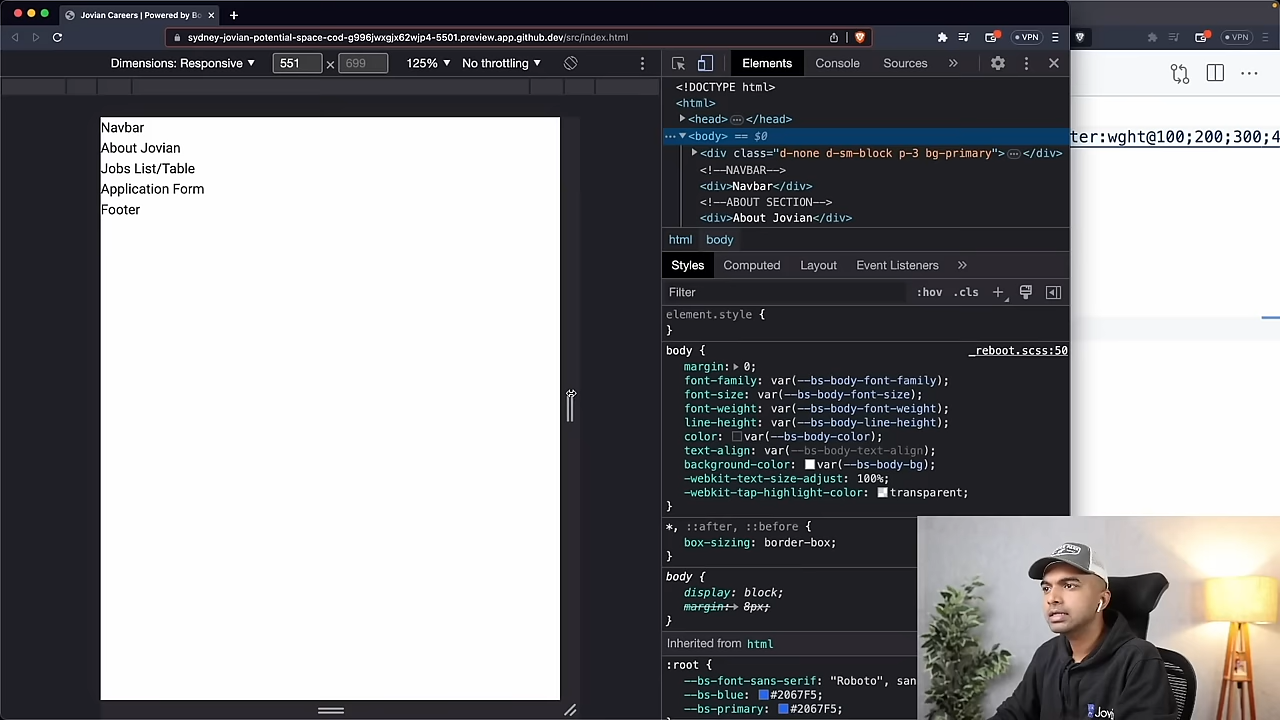 Jovian Careers | Powered by Bo
sydney-jovian-potential-space-cod-g996jwxgjx62wjp4-5501.preview.app.github.dev/src/index.html
VPN
VPN
Dimensions: Responsive
551
×
699
125%
No throttling
Elements
Console
Sources
Navbar
About Jovian
Jobs List/Table
Application Form
Footer
<!DOCTYPE html>
<html>
<head> … </head>
<body> == $0
<div class="d-none d-sm-block p-3 bg-primary"> … </div>
<!--NAVBAR-->
<div>Navbar</div>
<!--ABOUT SECTION-->
<div>About Jovian</div>
html body
Styles
Computed
Layout
Event Listeners
Filter
:hov .cls
element.style {
}
body {
_reboot.scss:50
margin: 0;
font-family: var(--bs-body-font-family);
font-size: var(--bs-body-font-size);
font-weight: var(--bs-body-font-weight);
line-height: var(--bs-body-line-height);
color: var(--bs-body-color);
text-align: var(--bs-body-text-align);
background-color: var(--bs-body-bg);
-webkit-text-size-adjust: 100%;
-webkit-tap-highlight-color: transparent;
}
*, ::after, ::before {
box-sizing: border-box;
}
body {
display: block;
margin: 8px;
}
Inherited from html
:root {
--bs-font-sans-serif: "Roboto", san
--bs-blue: #2067F5;
--bs-primary: #2067F5;
ter:wght@100;200;300;4